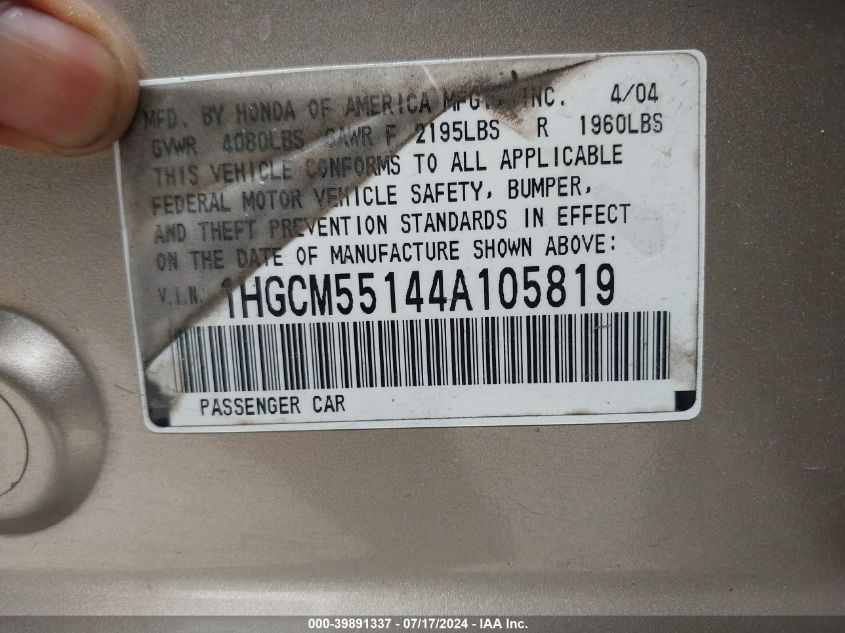 MFD. BY HONDA OF AMERICA MFG., INC. 4/04
GVWR 4080LBS GAWR F 2195LBS R 1960LBS
THIS VEHICLE CONFORMS TO ALL APPLICABLE
FEDERAL MOTOR VEHICLE SAFETY, BUMPER,
AND THEFT PREVENTION STANDARDS IN EFFECT
ON THE DATE OF MANUFACTURE SHOWN ABOVE:
V.I.N. 1HGCM55144A105819
PASSENGER CAR
000-39891337 - 07/17/2024 - IAA Inc.